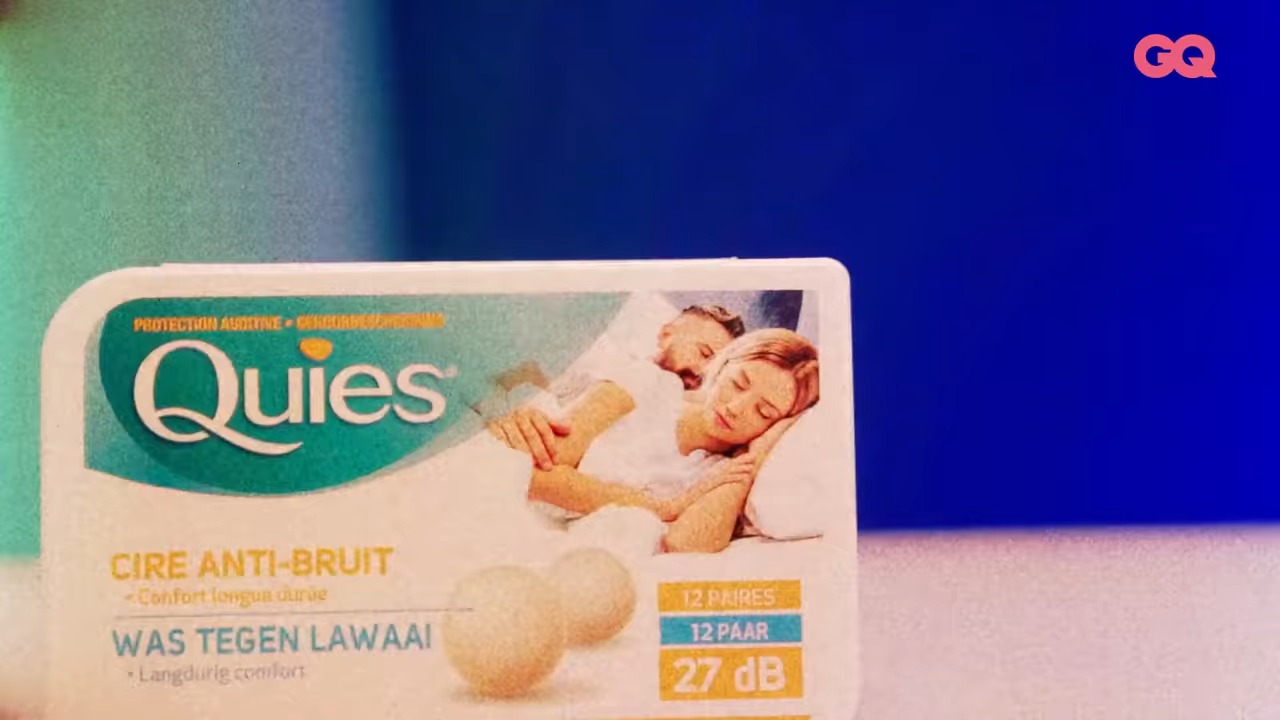 GQ
PROTECTION AUDITIVE •
Quies®
CIRE ANTI-BRUIT
• Confort longue durée
WAS TEGEN LAWAAI
• Langdurig comfort
12 PAIRES
12 PAAR
27 dB